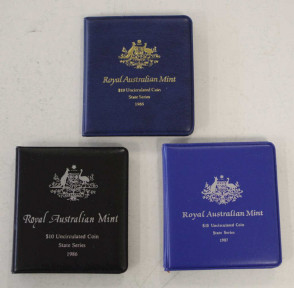 Royal Australian Mint
$10 Uncirculated Coin
State Series
Royal Australian Mint
$10 Uncirculated Coin
State Series
1986
Royal Australian Mint
$10 Uncirculated Coin
State Series
1987